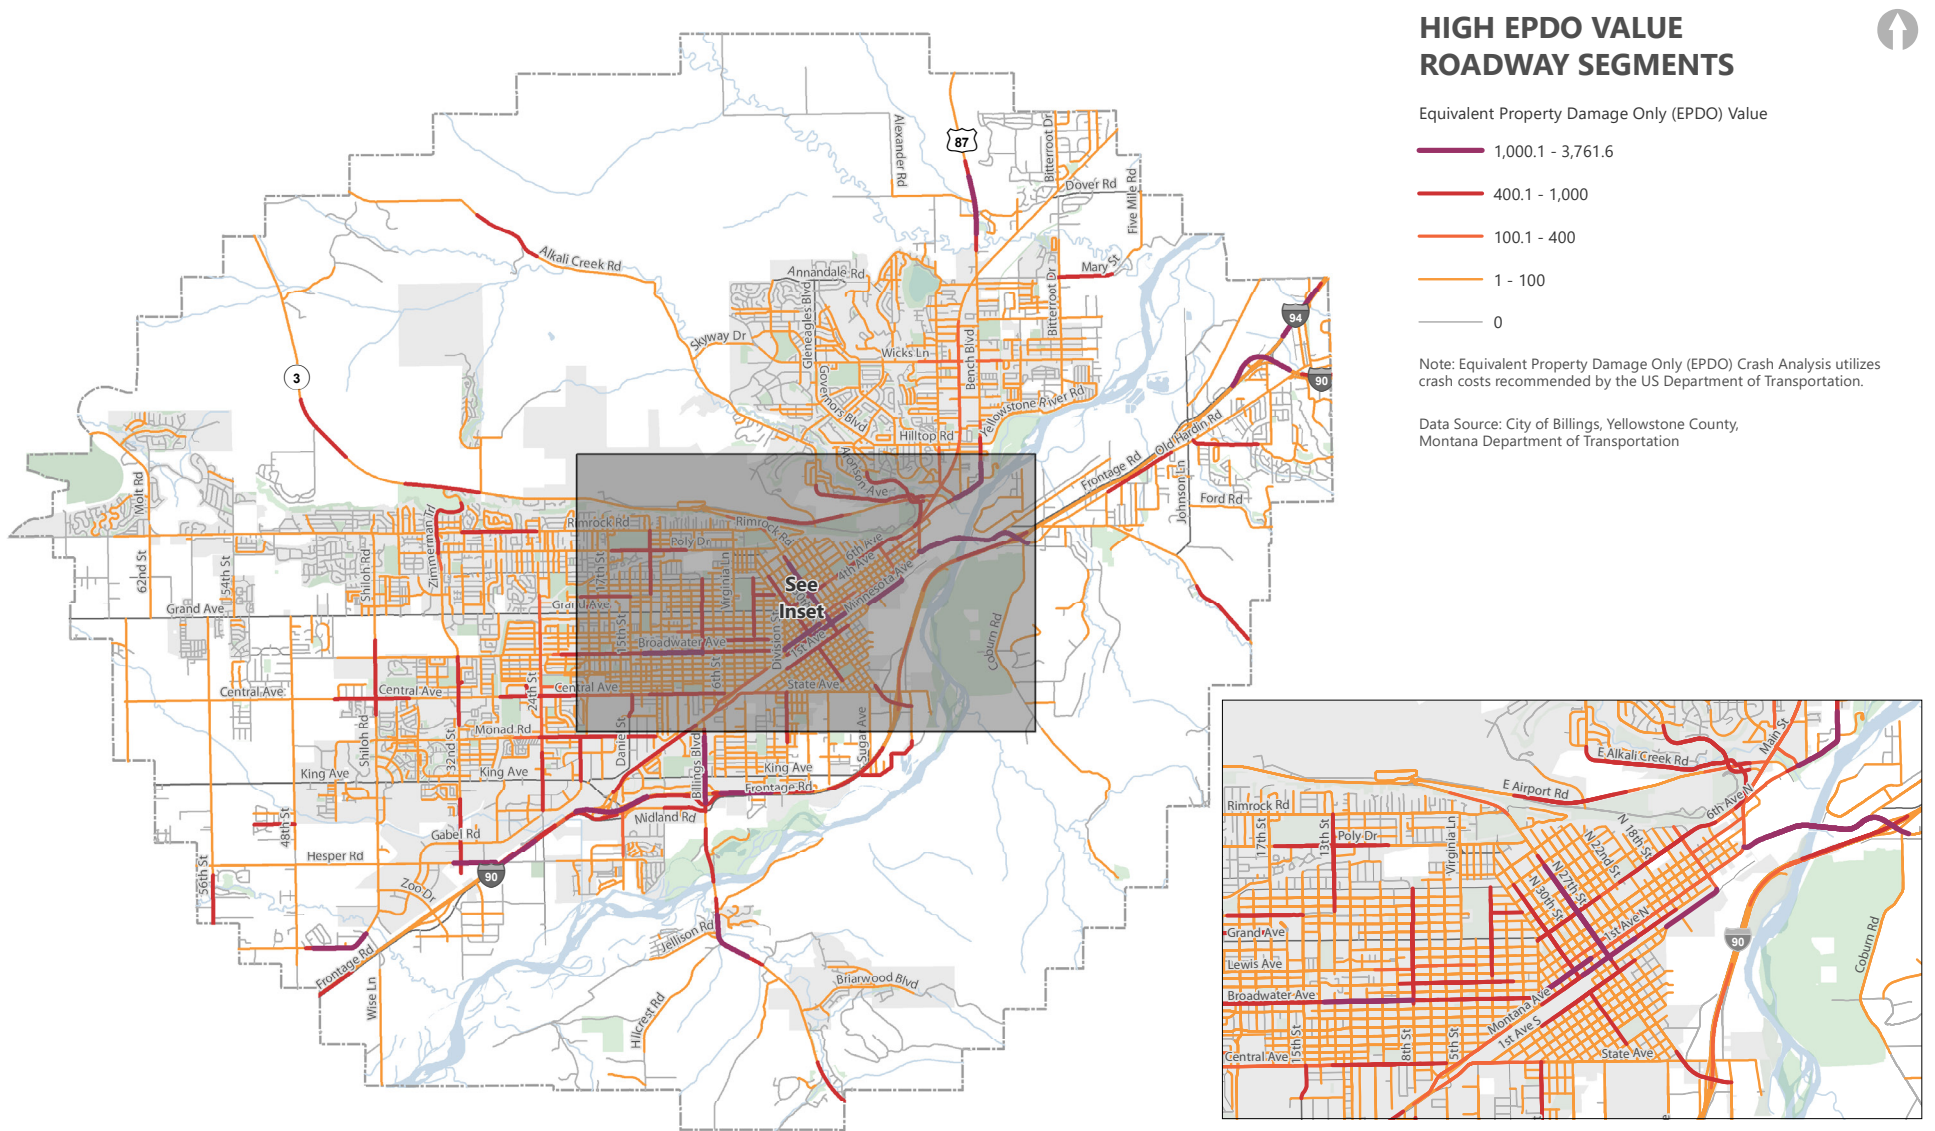 HIGH EPDO VALUE
ROADWAY SEGMENTS
Equivalent Property Damage Only (EPDO) Value
1,000.1 - 3,761.6
400.1 - 1,000
100.1 - 400
1 - 100
0
Note: Equivalent Property Damage Only (EPDO) Crash Analysis utilizes
crash costs recommended by the US Department of Transportation.
Data Source: City of Billings, Yellowstone County,
Montana Department of Transportation
87
Alexander Rd
Bitterroot Dr
Dover Rd
Five Mile Rd
Alkali Creek Rd
Annandale Rd
Mary St
Gleneagles Blvd
Bitterroot Dr
94
Skyway Dr
Wicks Ln
Bench Blvd
3
90
Governors Blvd
Yellowstone River Rd
Hilltop Rd
Old Hardin Rd
Frontage Rd
Aronson Ave
Molt Rd
Johnson Ln
Ford Rd
Zimmerman Trl
Rimrock Rd
Rimrock Rd
Poly Dr
6th Ave
4th Ave
62nd St
54th St
Shiloh Rd
17th St
Virginia Ln
See
Inset
Minnesota Ave
Grand Ave
Grand Ave
15th St
Broadwater Ave
Division St
1st Ave
Coburn Rd
Central Ave
Central Ave
24th St
Central Ave
6th St
State Ave
Shiloh Rd
Monad Rd
32nd St
Daniel St
Billings Blvd
Sugar Ave
King Ave
King Ave
King Ave
Frontage Rd
Midland Rd
48th St
Gabel Rd
Hesper Rd
56th St
90
Zoo Dr
Frontage Rd
Wise Ln
Jellison Rd
Hillcrest Rd
Briarwood Blvd
Main St
E Alkali Creek Rd
E Airport Rd
6th Ave N
Rimrock Rd
17th St
13th St
Poly Dr
Virginia Ln
N 22nd St
N 18th St
N 27th St
N 30th St
1st Ave N
Grand Ave
90
Coburn Rd
Lewis Ave
Broadwater Ave
Montana Ave
1st Ave S
15th St
8th St
5th St
Central Ave
State Ave